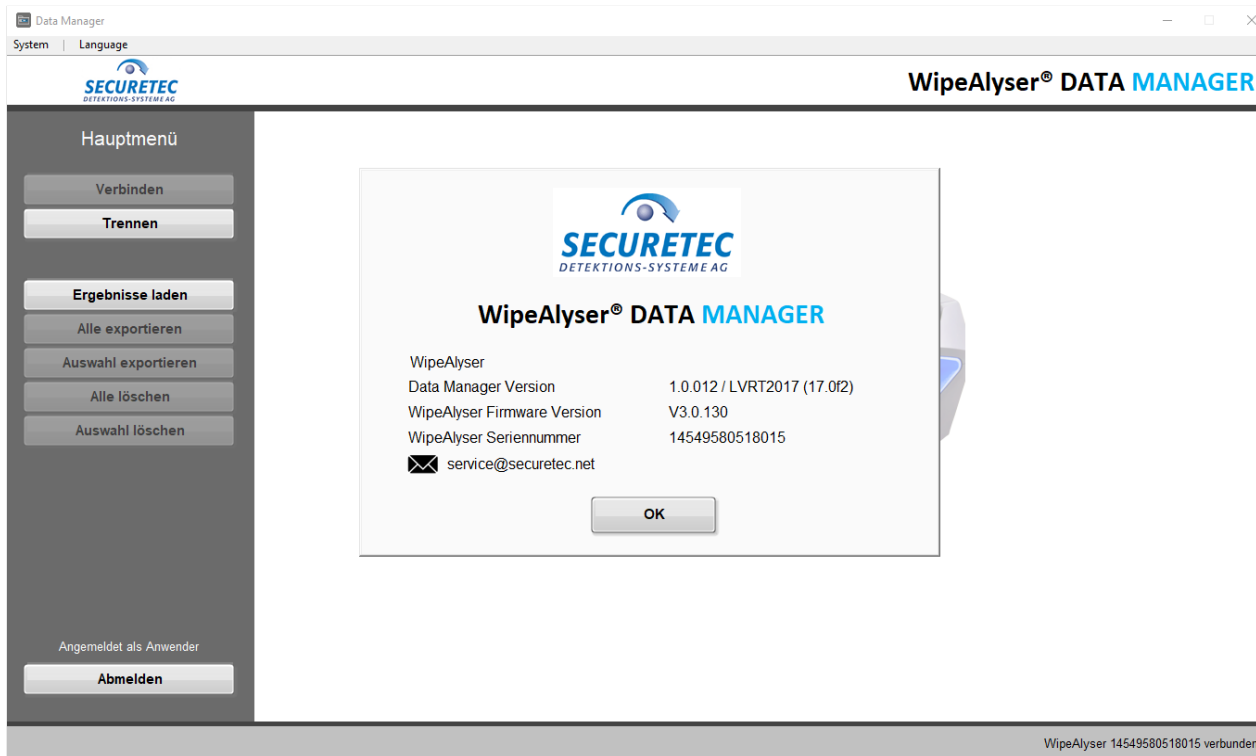 Data Manager
System | Language
SECURETEC
DETEKTIONS-SYSTEME AG
WipeAlyser® DATA MANAGER
Hauptmenü
Verbinden
Trennen
Ergebnisse laden
Alle exportieren
Auswahl exportieren
Alle löschen
Auswahl löschen
Angemeldet als Anwender
Abmelden
SECURETEC
DETEKTIONS-SYSTEME AG
WipeAlyser® DATA MANAGER
WipeAlyser
Data Manager Version 1.0.012 / LVRT2017 (17.0f2)
WipeAlyser Firmware Version V3.0.130
WipeAlyser Seriennummer 14549580518015
service@securetec.net
OK
WipeAlyser 14549580518015 verbunden